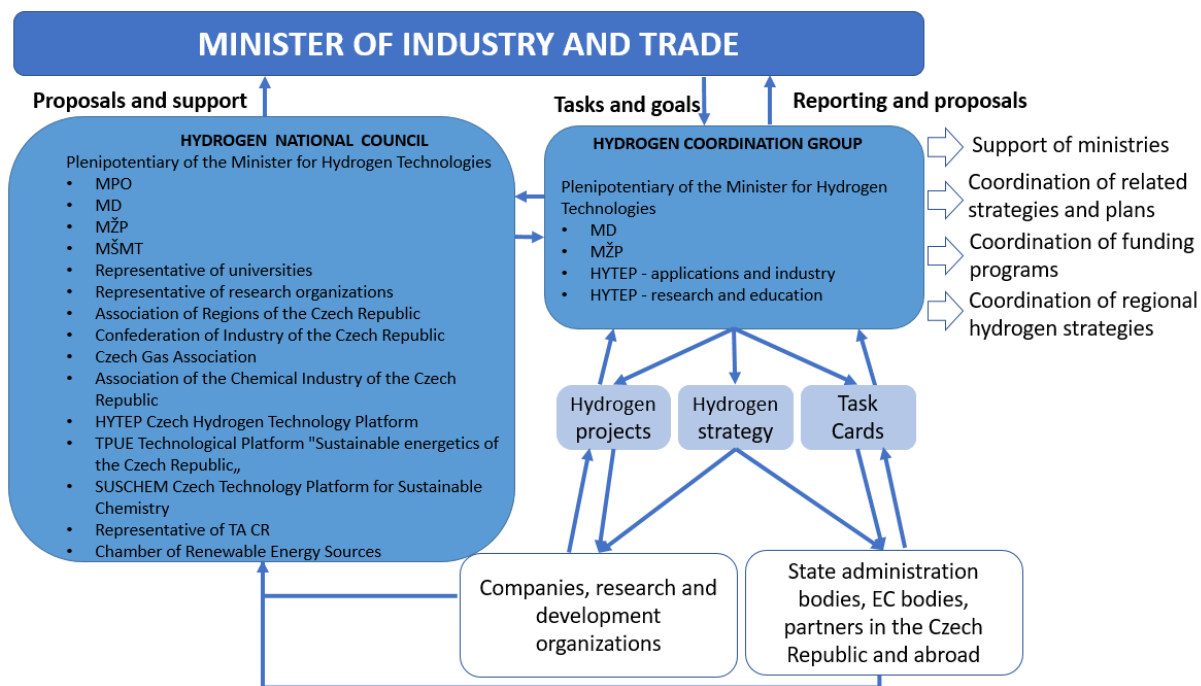 MINISTER OF INDUSTRY AND TRADE
Proposals and support
Tasks and goals
Reporting and proposals
HYDROGEN NATIONAL COUNCIL
Plenipotentiary of the Minister for Hydrogen Technologies
• MPO
• MD
• MŽP
• MŠMT
• Representative of universities
• Representative of research organizations
• Association of Regions of the Czech Republic
• Confederation of Industry of the Czech Republic
• Czech Gas Association
• Association of the Chemical Industry of the Czech
Republic
• HYTEP Czech Hydrogen Technology Platform
• TPUE Technological Platform "Sustainable energetics of
the Czech Republic„
• SUSCHEM Czech Technology Platform for Sustainable
Chemistry
• Representative of TA CR
• Chamber of Renewable Energy Sources
HYDROGEN COORDINATION GROUP
Plenipotentiary of the Minister for Hydrogen
Technologies
• MD
• MŽP
• HYTEP - applications and industry
• HYTEP - research and education
Support of ministries
Coordination of related
strategies and plans
Coordination of funding
programs
Coordination of regional
hydrogen strategies
Hydrogen
projects
Hydrogen
strategy
Task
Cards
Companies, research and
development
organizations
State administration
bodies, EC bodies,
partners in the Czech
Republic and abroad